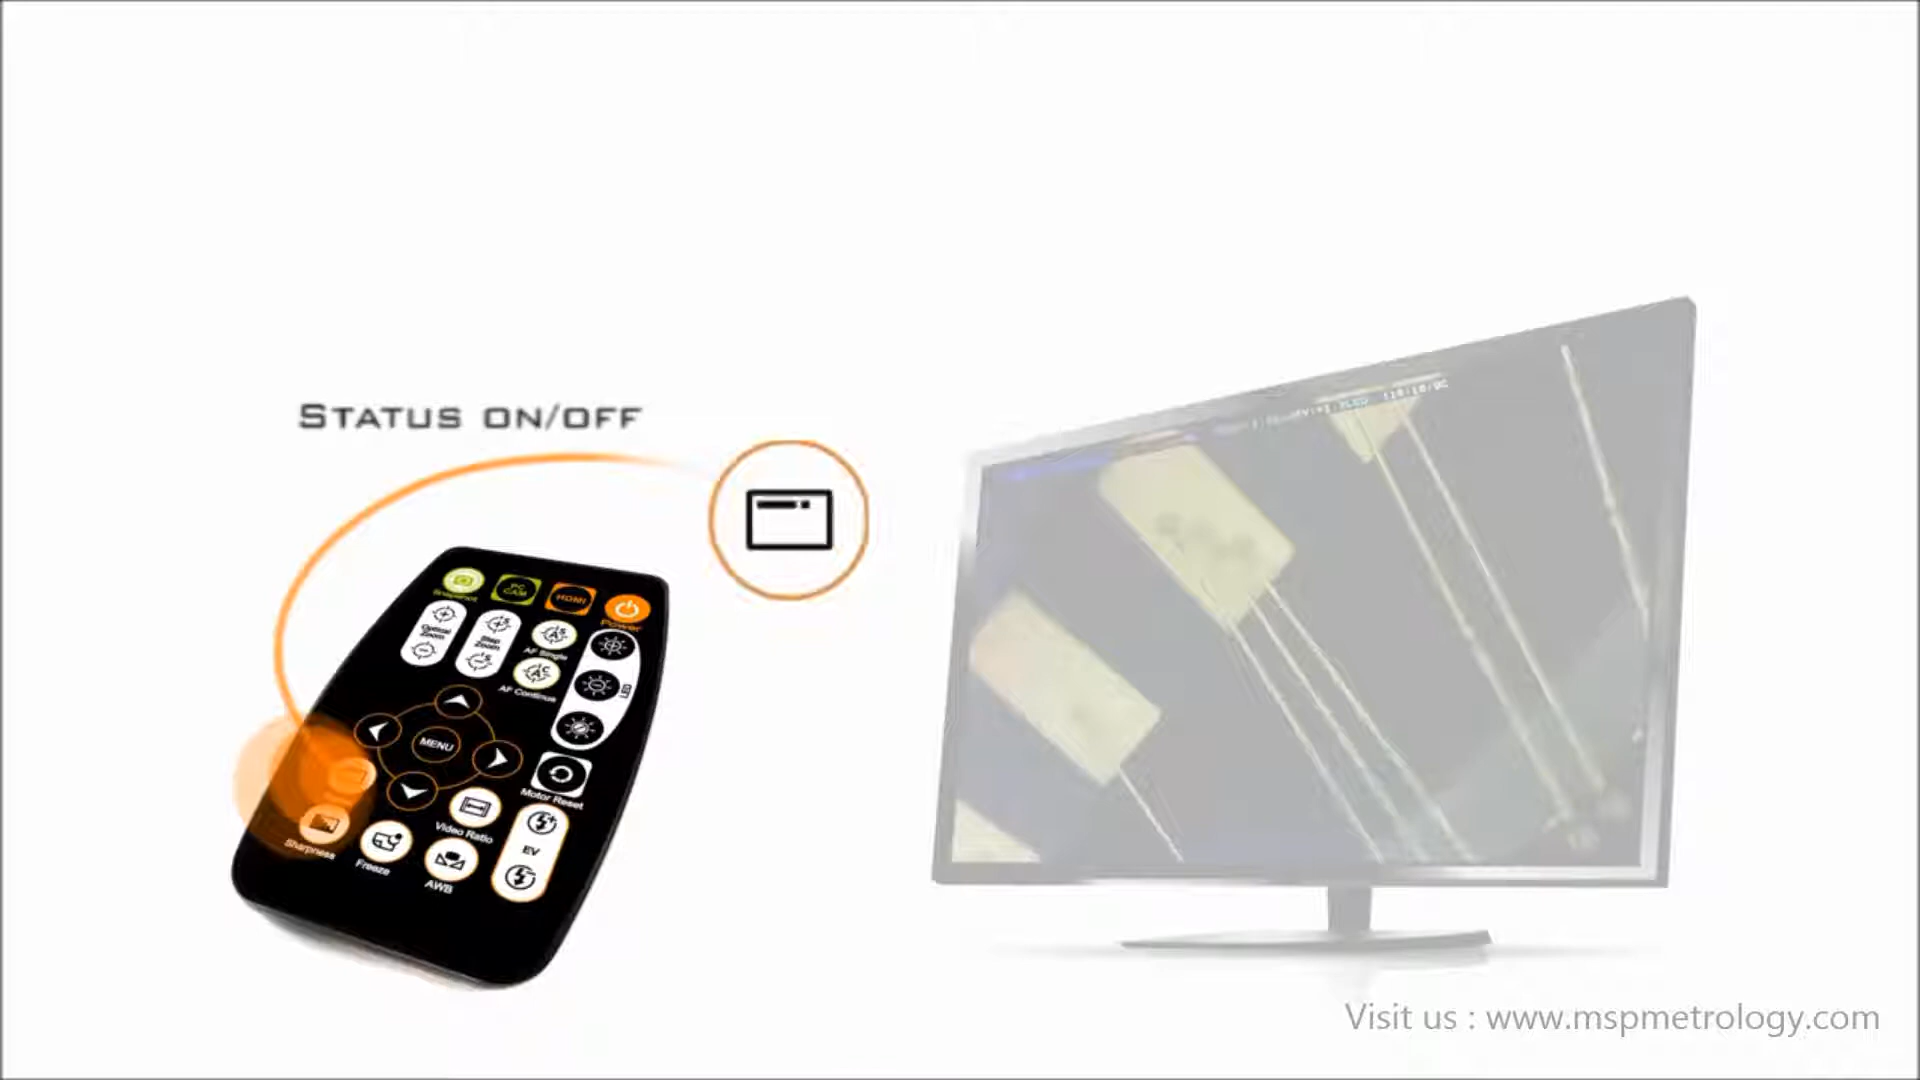 STATUS ON/OFF
Snapshot
PC CAM
HDMI
Power
Optical Zoom
Step Zoom
AF Single
AF Continue
LED
MENU
Motor Reset
Video Ratio
Sharpness
Freeze
AWB
EV
Visit us : www.mspmetrology.com